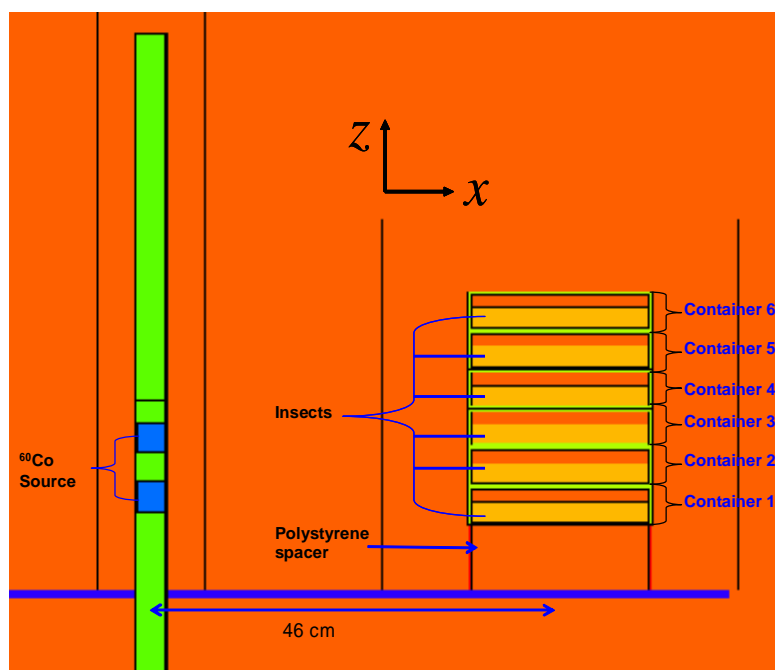 z
x
Container 6
Container 5
Container 4
Container 3
Container 2
Container 1
Insects
⁶⁰Co
Source
Polystyrene
spacer
46 cm